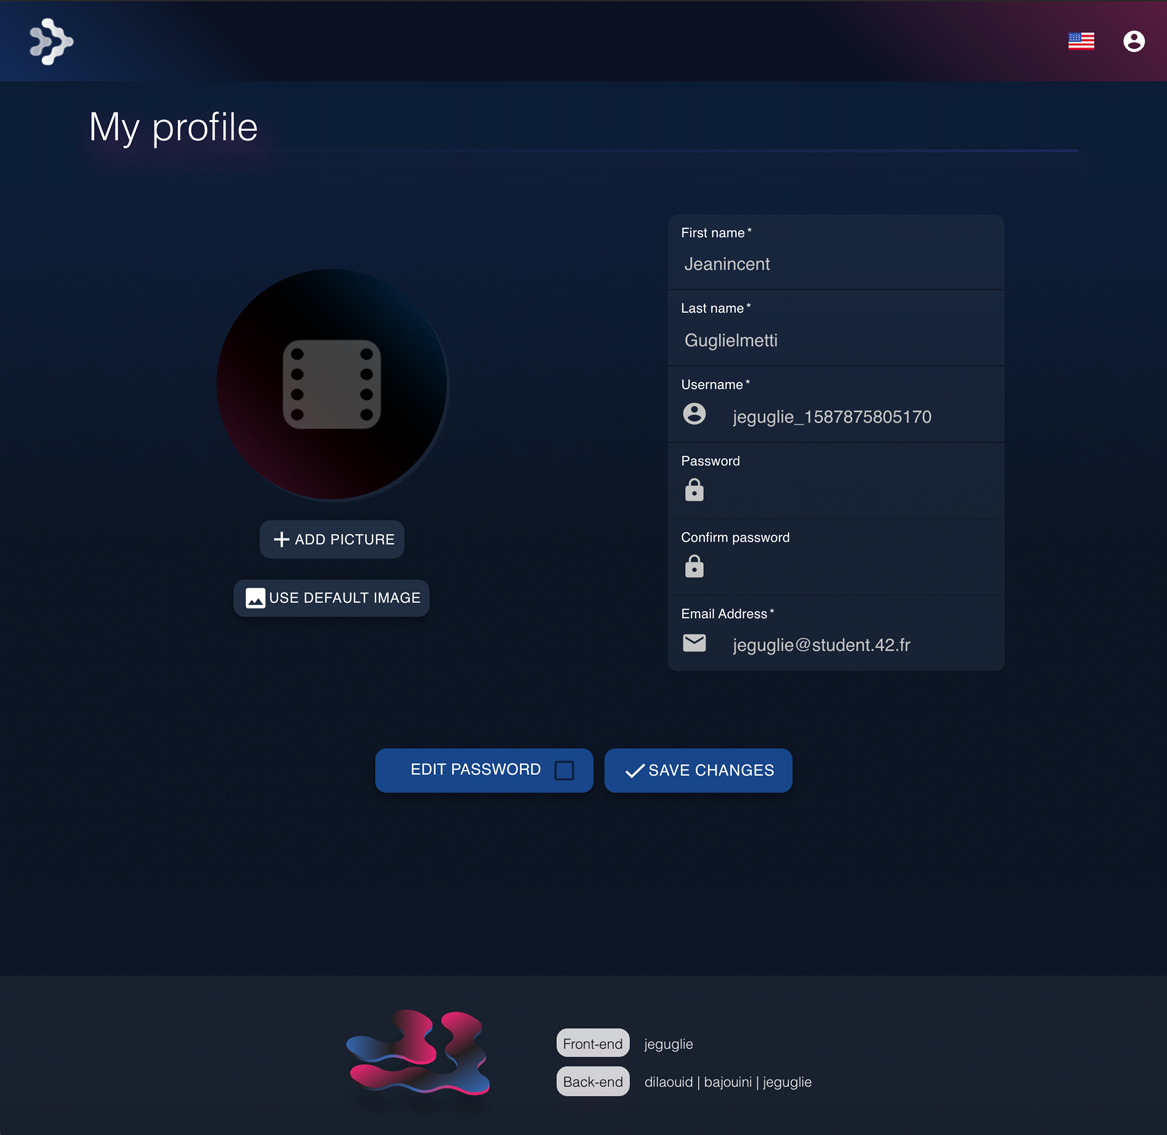 My profile
First name *
Jeanincent
Last name *
Guglielmetti
Username *
jeguglie_1587875805170
Password
Confirm password
Email Address *
jeguglie@student.42.fr
ADD PICTURE
USE DEFAULT IMAGE
EDIT PASSWORD
SAVE CHANGES
Front-end jeguglie
Back-end dilaouid | bajouini | jeguglie